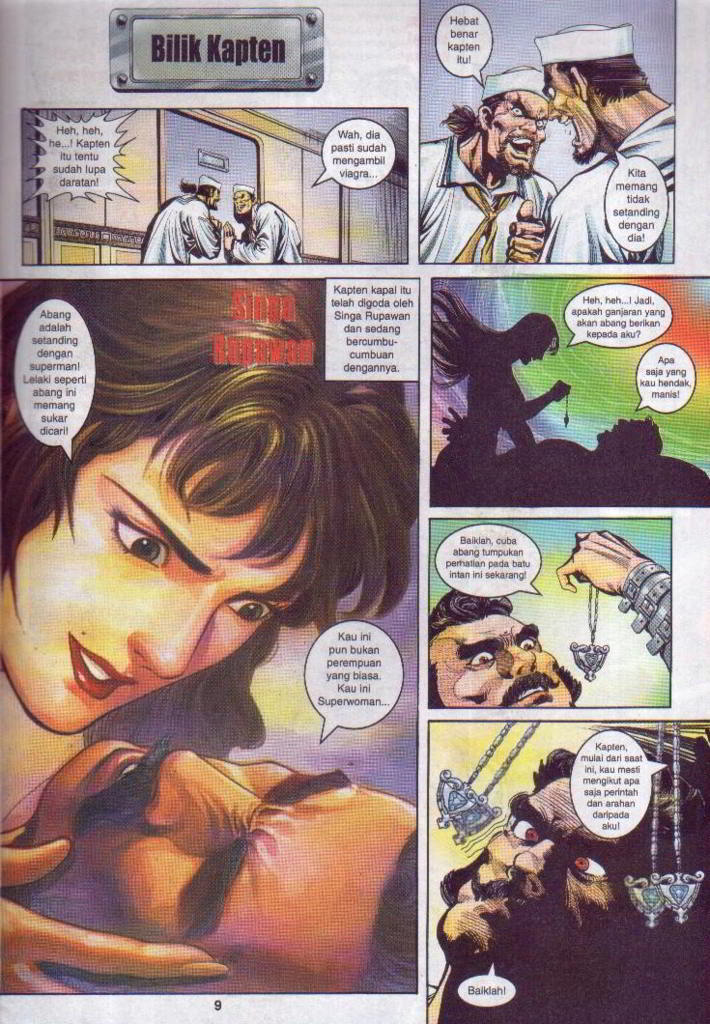 Bilik Kapten
Heh, heh,
he...! Kapten
itu tentu
sudah lupa
daratan!
Wah, dia
pasti sudah
mengambil
viagra...
Hebat
benar
kapten
itu!
Kita
memang
tidak
setanding
dengan
dia!
Abang
adalah
setanding
dengan
superman!
Lelaki seperti
abang ini
memang
sukar
dicari!
Singa
Rupawan
Kapten kapal itu
telah digoda oleh
Singa Rupawan
dan sedang
bercumbu-
cumbuan
dengannya.
Kau ini
pun bukan
perempuan
yang biasa.
Kau ini
Superwoman...
Heh, heh...! Jadi,
apakah ganjaran yang
akan abang berikan
kepada aku?
Apa
saja yang
kau hendak,
manis!
Baiklah, cuba
abang tumpukan
perhatian pada batu
intan ini sekarang!
Kapten,
mulai dari saat
ini, kau mesti
mengikut apa
saja perintah
dan arahan
daripada
aku!
Baiklah!
9